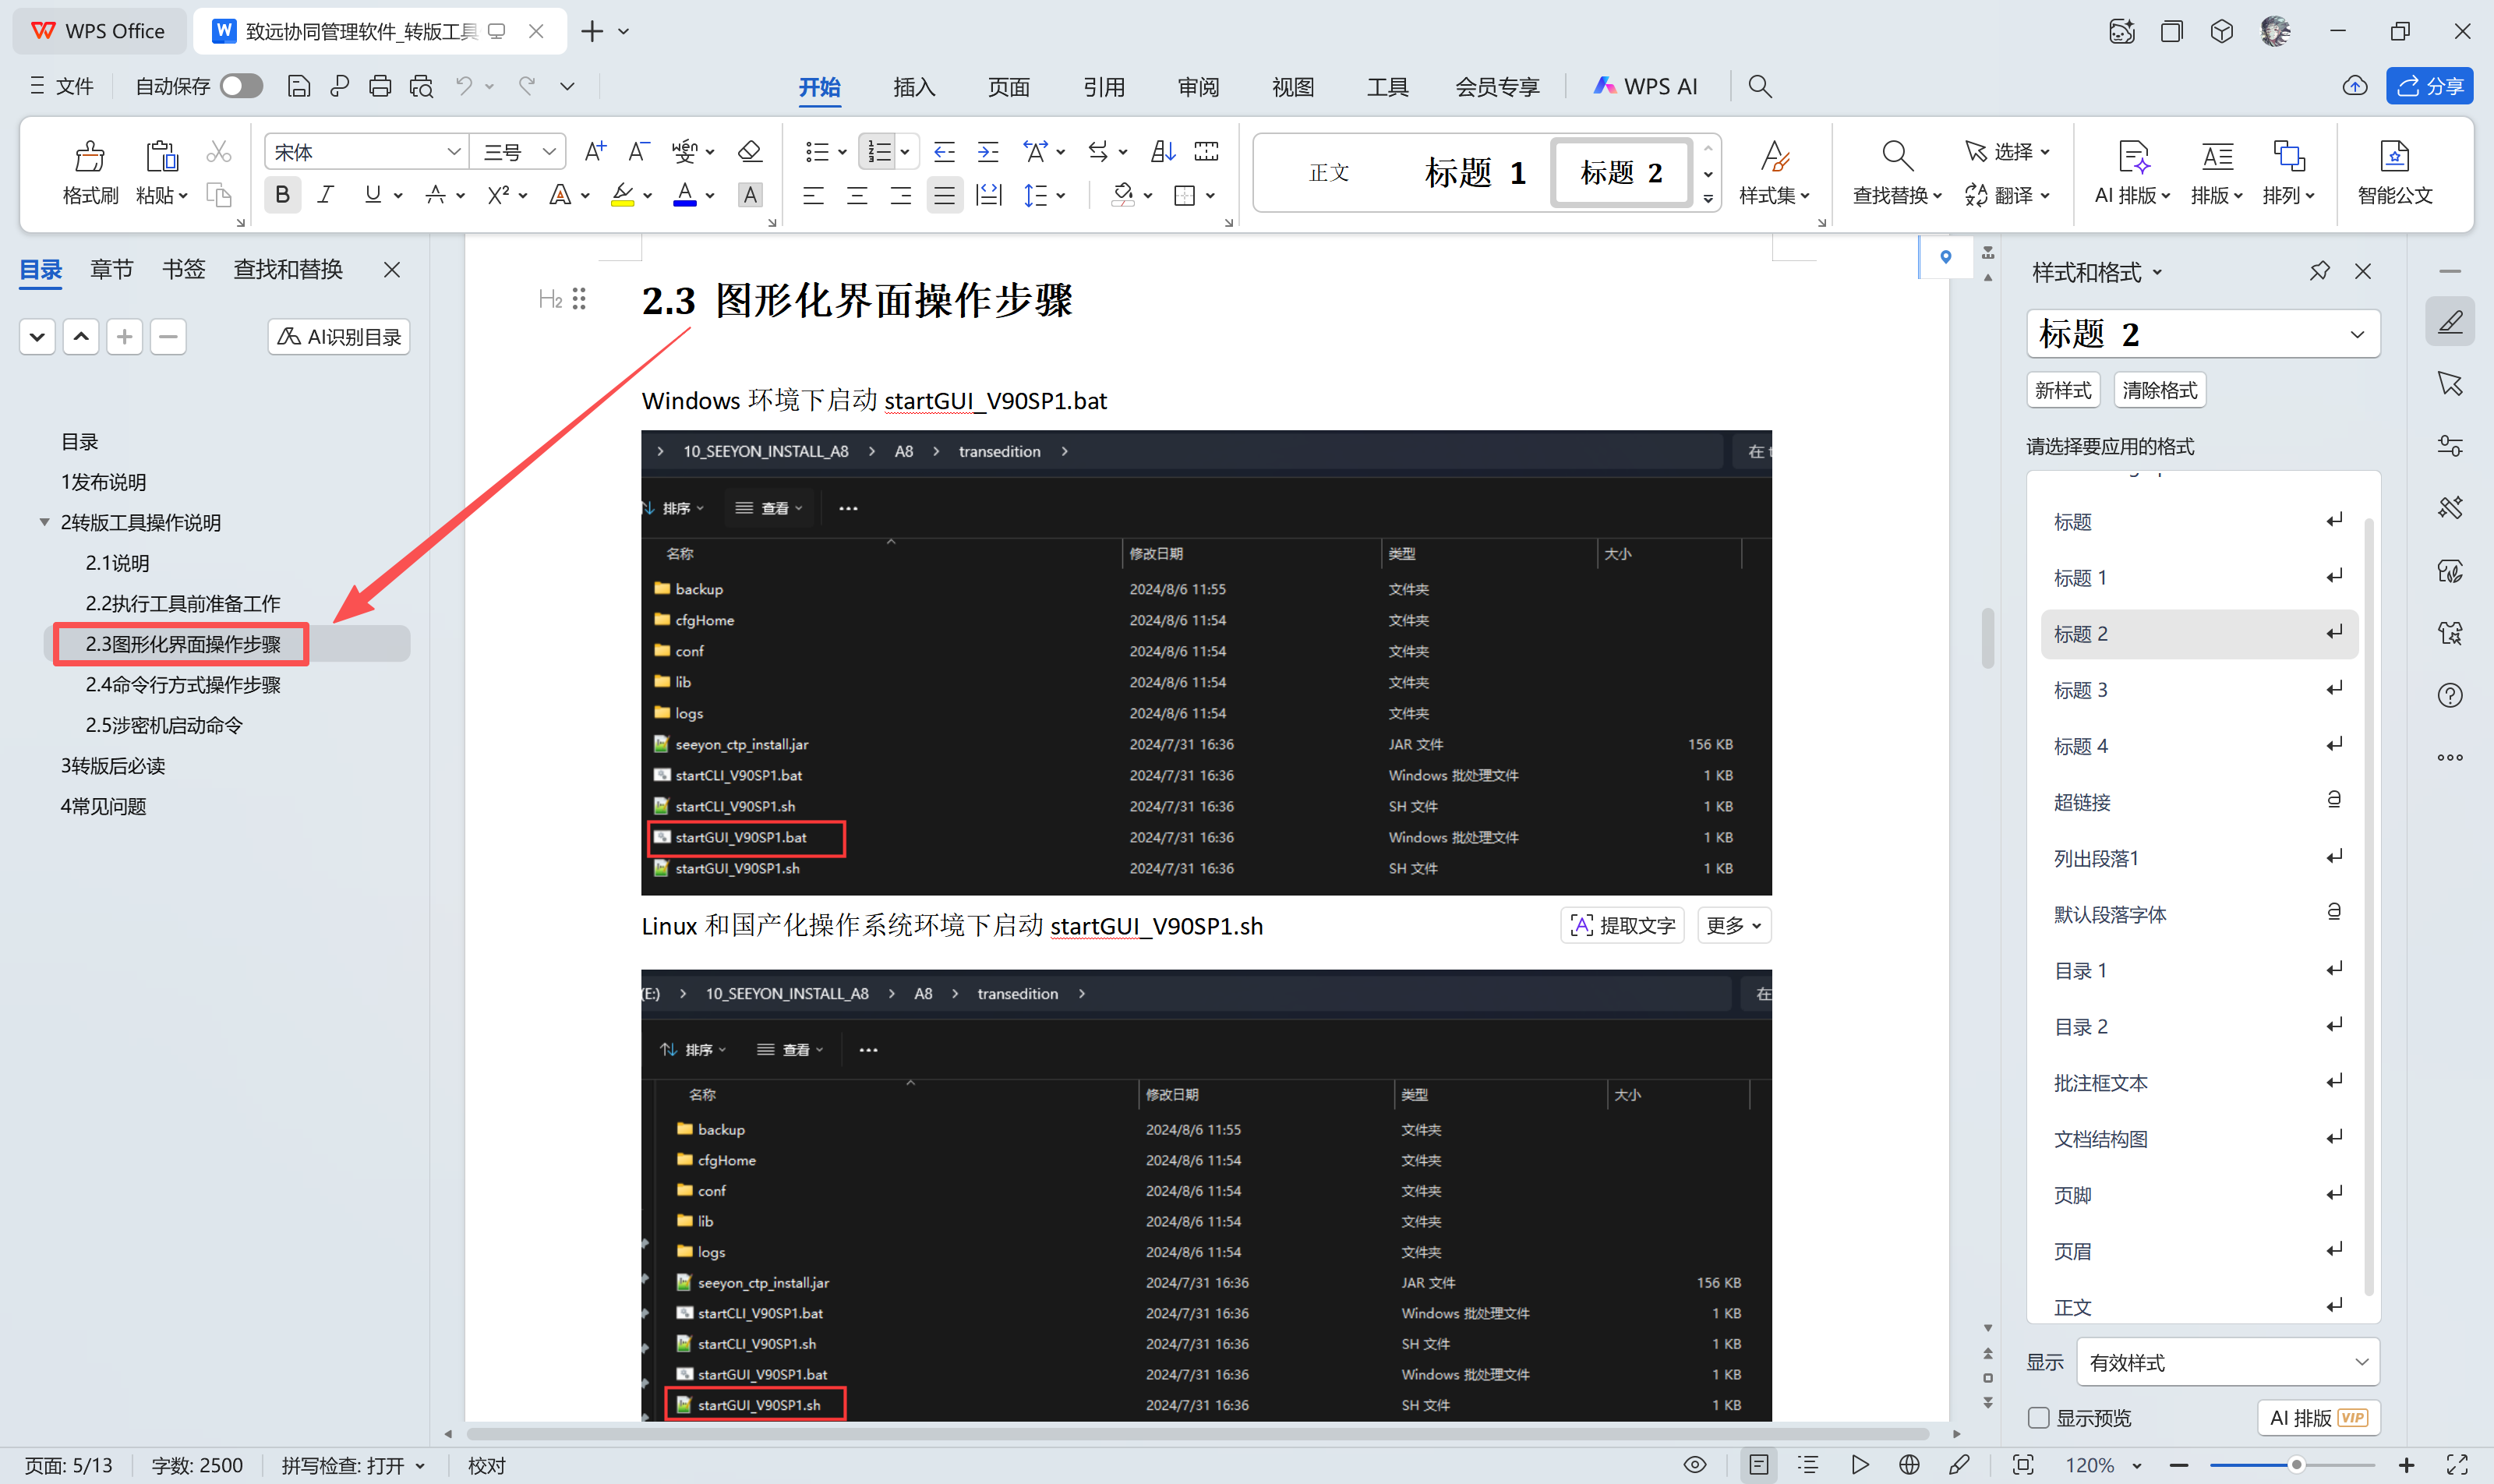 WPS Office
致远协同管理软件_转版工具
文件
自动保存
开始 插入 页面 引用 审阅 视图 工具 会员专享 WPS AI
分享
格式刷
粘贴
宋体
三号
正文
标题 1
标题 2
样式集
查找替换
选择
翻译
AI 排版
排版
排列
智能公文
目录 章节 书签 查找和替换
AI识别目录
目录
1发布说明
2转版工具操作说明
2.1说明
2.2执行工具前准备工作
2.3图形化界面操作步骤
2.4命令行方式操作步骤
2.5涉密机启动命令
3转版后必读
4常见问题
H2
2.3 图形化界面操作步骤
Windows 环境下启动 startGUI_V90SP1.bat
10_SEEYON_INSTALL_A8 > A8 > transedition >
在
排序 查看
名称 修改日期 类型 大小
backup 2024/8/6 11:55 文件夹
cfgHome 2024/8/6 11:54 文件夹
conf 2024/8/6 11:54 文件夹
lib 2024/8/6 11:54 文件夹
logs 2024/8/6 11:54 文件夹
seeyon_ctp_install.jar 2024/7/31 16:36 JAR 文件 156 KB
startCLI_V90SP1.bat 2024/7/31 16:36 Windows 批处理文件 1 KB
startCLI_V90SP1.sh 2024/7/31 16:36 SH 文件 1 KB
startGUI_V90SP1.bat 2024/7/31 16:36 Windows 批处理文件 1 KB
startGUI_V90SP1.sh 2024/7/31 16:36 SH 文件 1 KB
Linux 和国产化操作系统环境下启动 startGUI_V90SP1.sh
提取文字
更多
(E:) > 10_SEEYON_INSTALL_A8 > A8 > transedition >
在
排序 查看
名称 修改日期 类型 大小
backup 2024/8/6 11:55 文件夹
cfgHome 2024/8/6 11:54 文件夹
conf 2024/8/6 11:54 文件夹
lib 2024/8/6 11:54 文件夹
logs 2024/8/6 11:54 文件夹
seeyon_ctp_install.jar 2024/7/31 16:36 JAR 文件 156 KB
startCLI_V90SP1.bat 2024/7/31 16:36 Windows 批处理文件 1 KB
startCLI_V90SP1.sh 2024/7/31 16:36 SH 文件 1 KB
startGUI_V90SP1.bat 2024/7/31 16:36 Windows 批处理文件 1 KB
startGUI_V90SP1.sh 2024/7/31 16:36 SH 文件 1 KB
样式和格式
标题 2
新样式
清除格式
请选择要应用的格式
标题
标题 1
标题 2
标题 3
标题 4
超链接
列出段落1
默认段落字体
目录 1
目录 2
批注框文本
文档结构图
页脚
页眉
正文
显示
有效样式
显示预览
AI 排版 VIP
页面: 5/13
字数: 2500
拼写检查: 打开
校对
120%